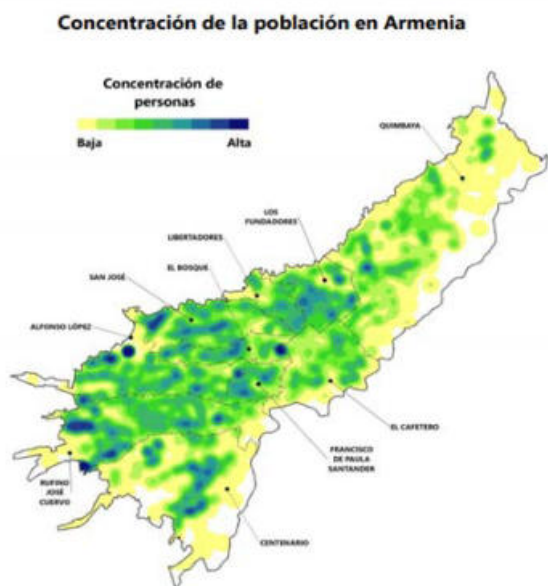 Concentración de la población en Armenia
Concentración de
personas
Baja
Alta
QUIMBAYA
LOS
FUNDADORES
LIBERTADORES
EL BOSQUE
SAN JOSÉ
ALFONSO LÓPEZ
EL CAFETERO
FRANCISCO
DE PAULA
SANTANDER
RUFINO
JOSÉ
CUERVO
CENTENARIO